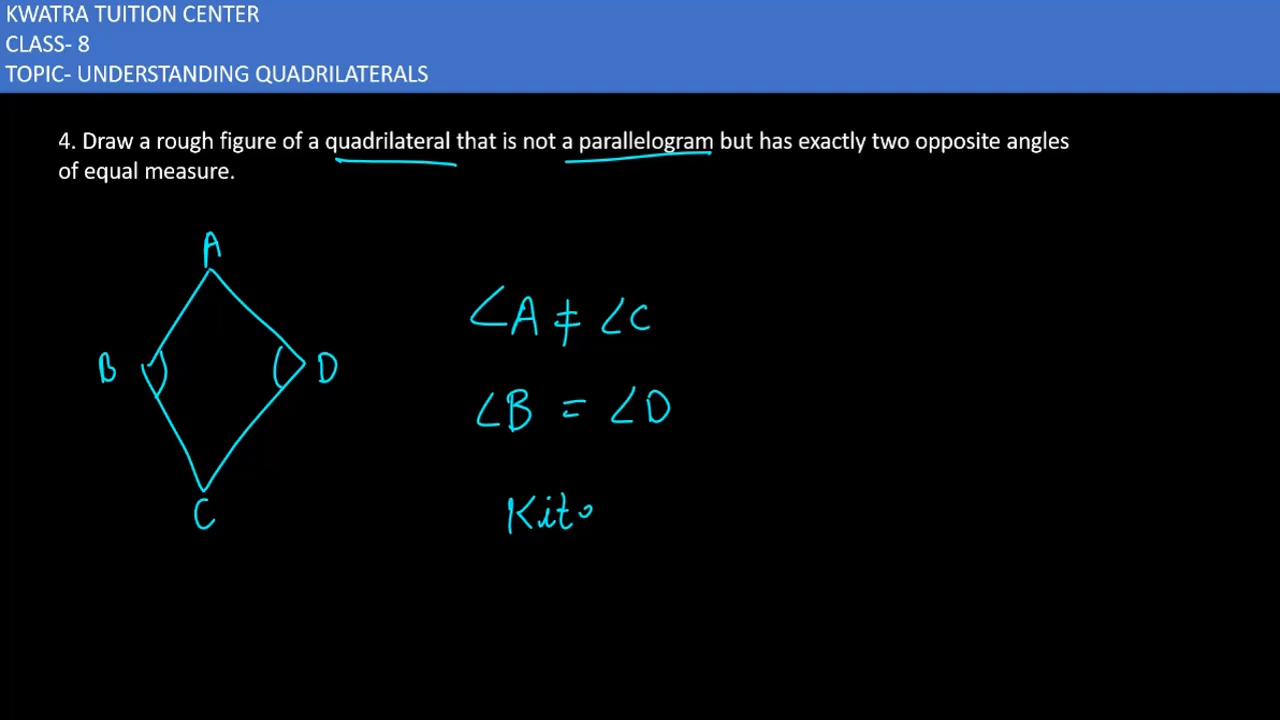 KWATRA TUITION CENTER
CLASS- 8
TOPIC- UNDERSTANDING QUADRILATERALS
4. Draw a rough figure of a quadrilateral that is not a parallelogram but has exactly two opposite angles
of equal measure.
A
B
D
C
∠A ≠ ∠C
∠B = ∠D
Kite